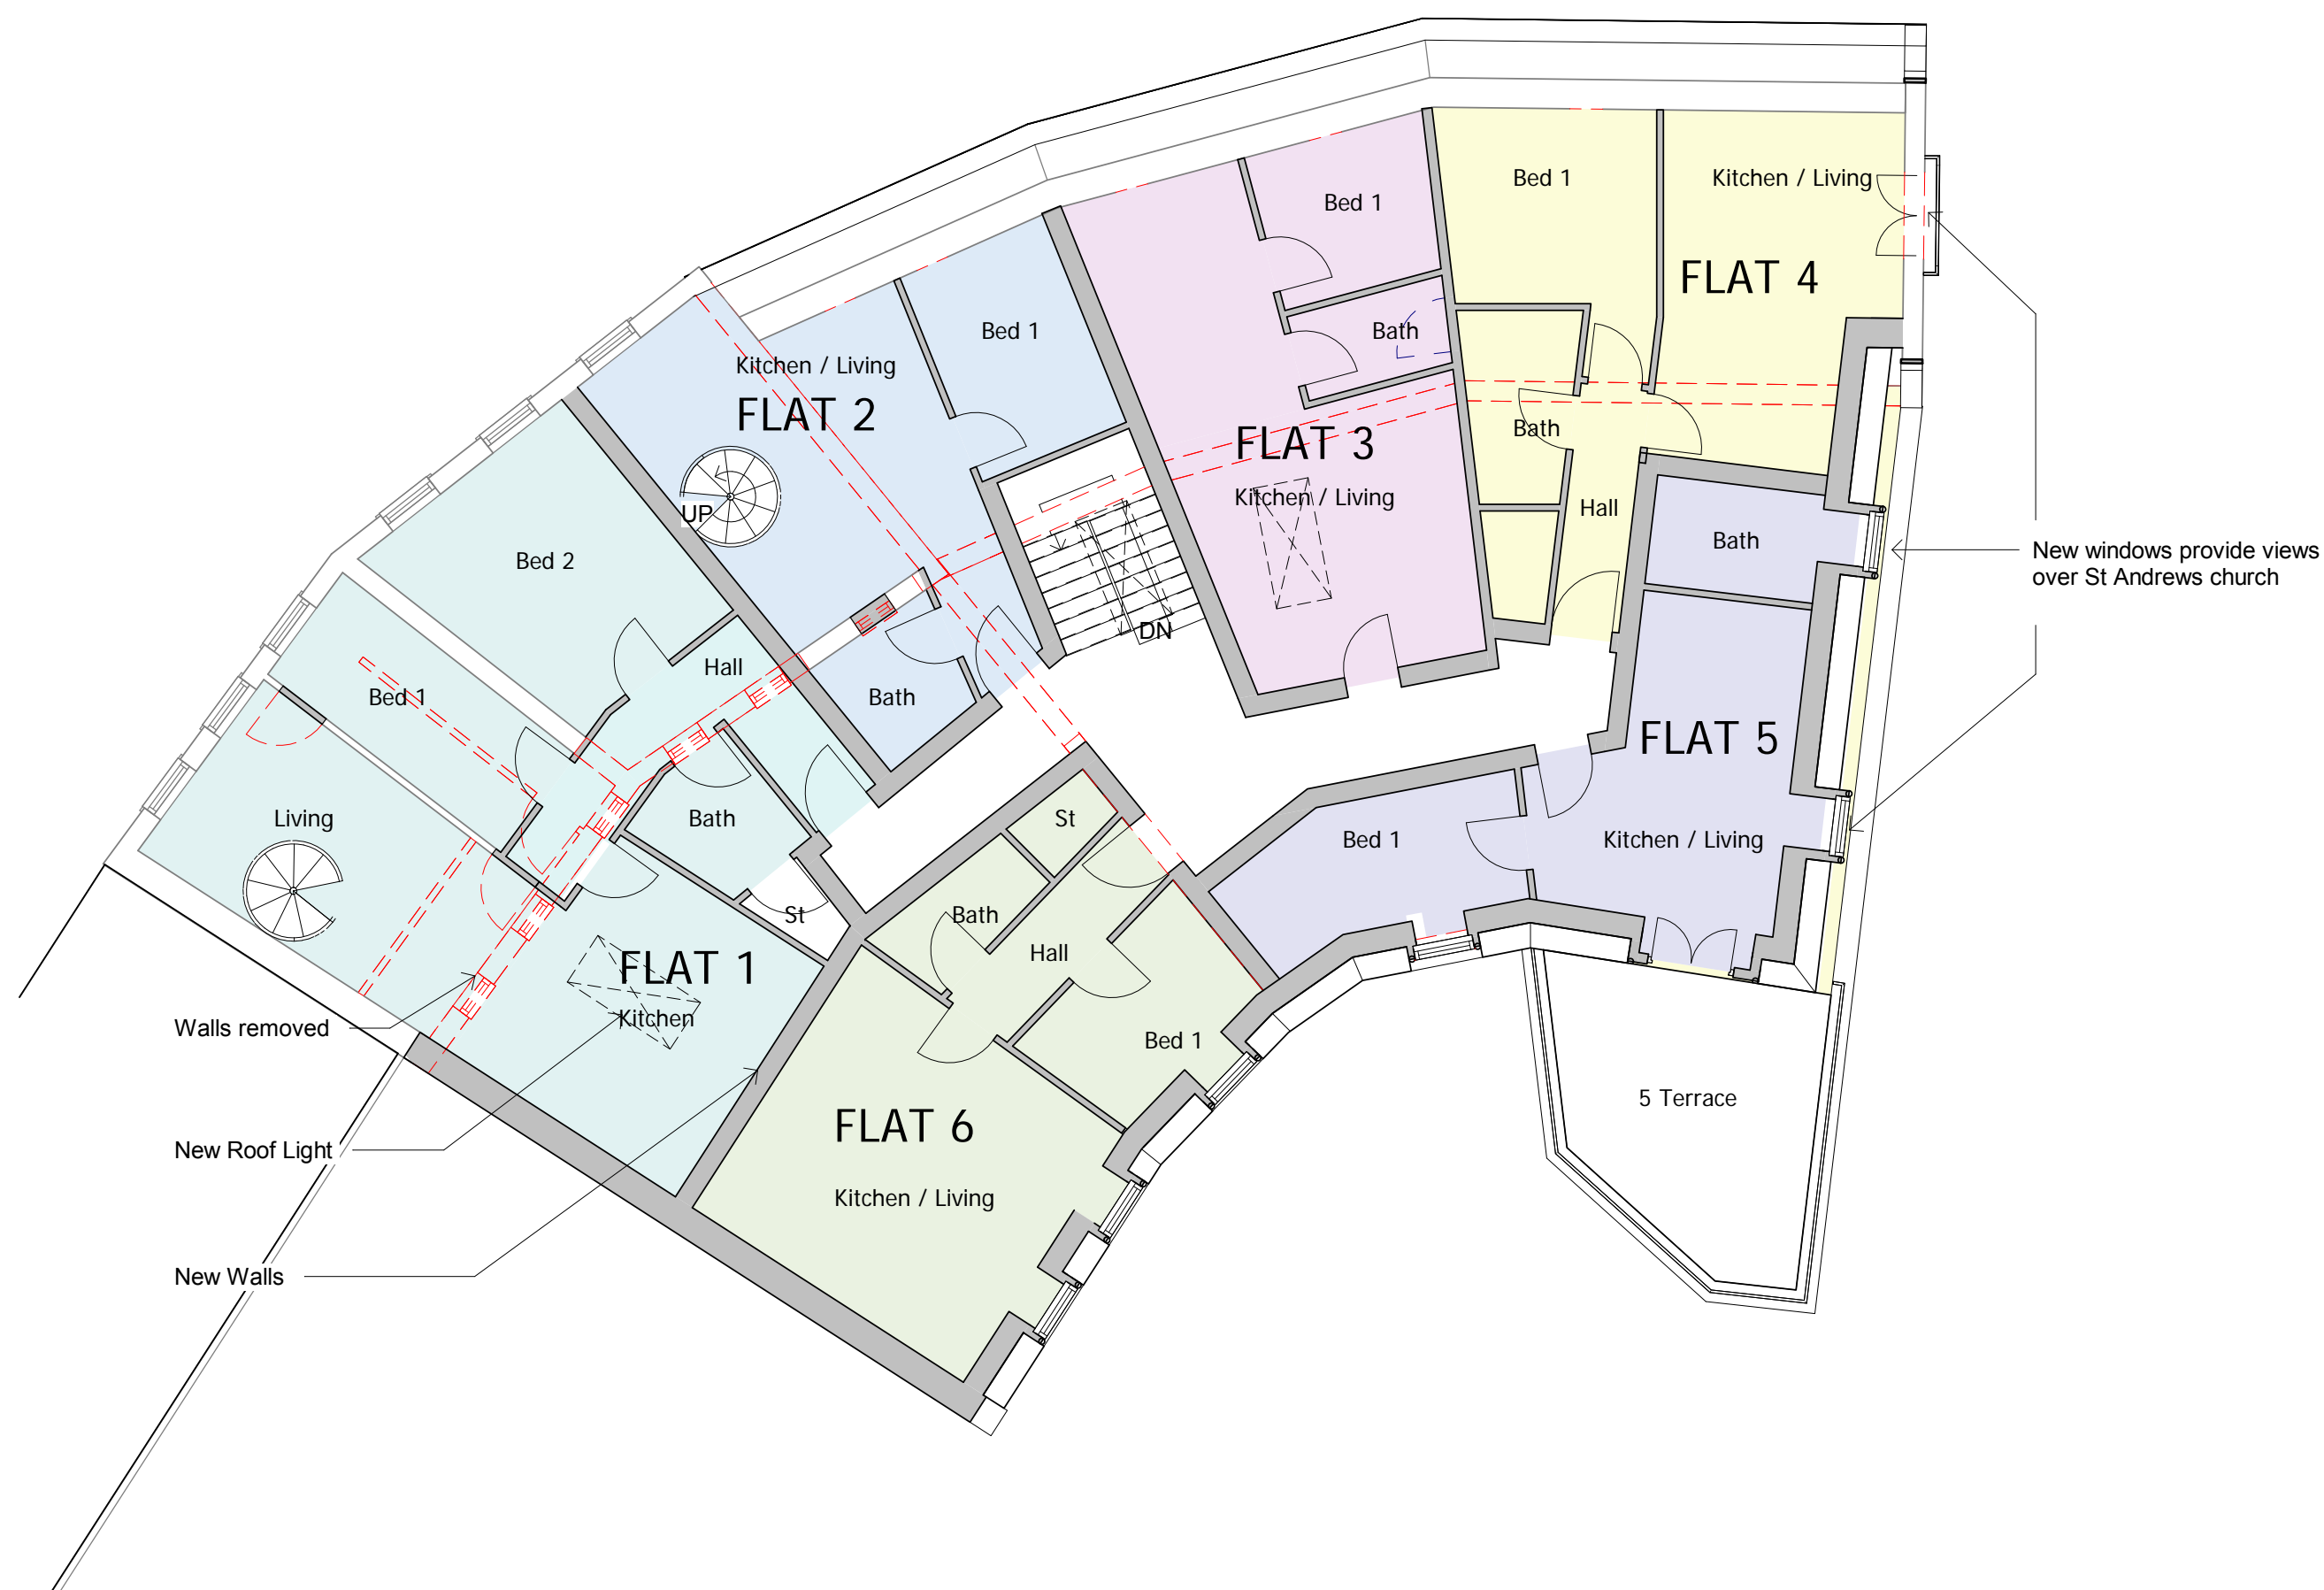 Bed 1
Kitchen / Living
FLAT 4
Bed 1
Bath
Bed 1
Kitchen / Living
FLAT 2
UP
FLAT 3
Kitchen / Living
Bath
Hall
Bath
New windows provide views
over St Andrews church
Bed 2
Hall
Bed 1
Bath
DN
FLAT 5
Living
Bath
St
St
Bath
Hall
Bed 1
Kitchen / Living
FLAT 1
Kitchen
Walls removed
Bed 1
New Roof Light
FLAT 6
Kitchen / Living
5 Terrace
New Walls